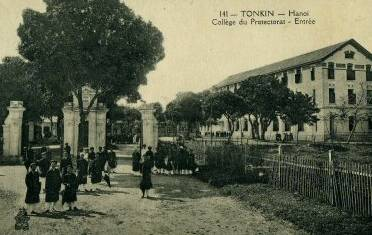 141 — TONKIN — Hanoi
Collège du Protectorat - Entrée